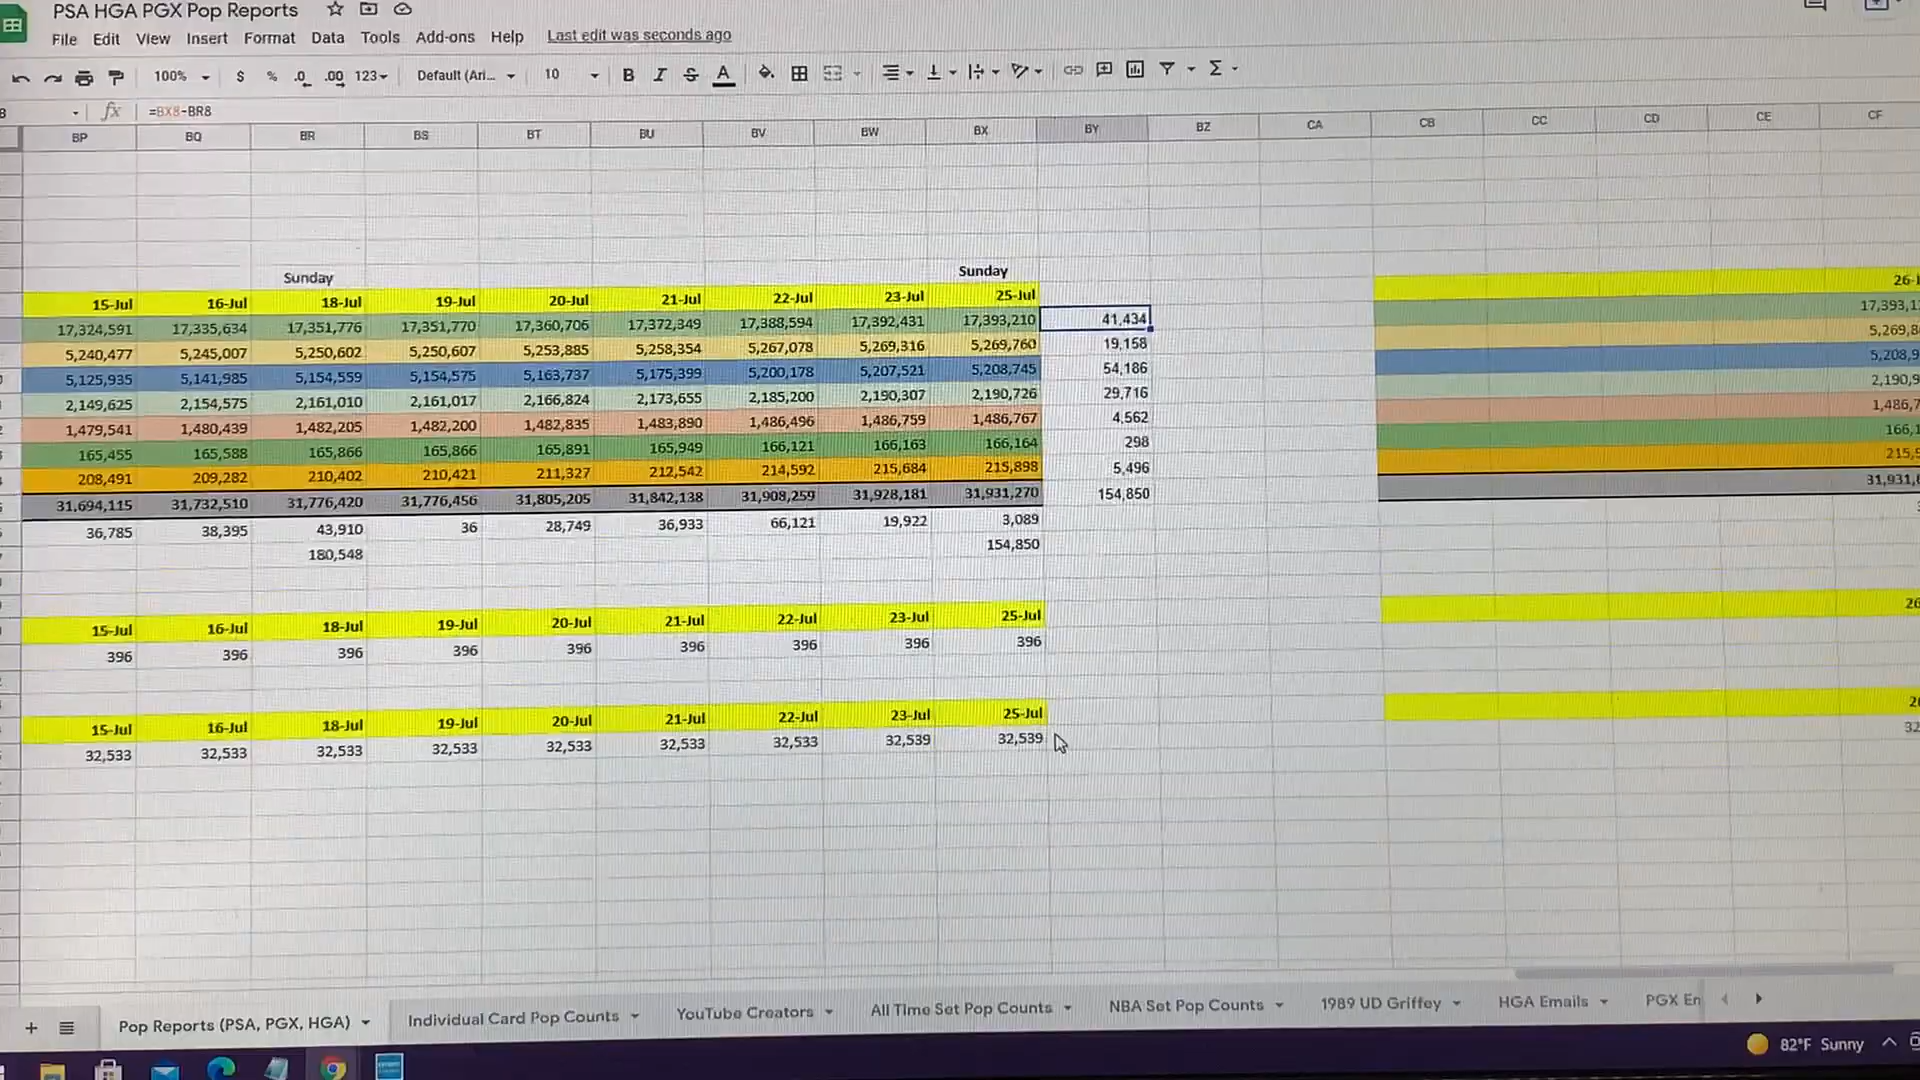 PSA HGA PGX Pop Reports
File Edit View Insert Format Data Tools Add-ons Help Last edit was seconds ago
100% $ % .0 .00 123 Default (Ari... 10 B I S A
fx =BX8-BR8
BP BQ BR BS BT BU BV BW BX BY BZ CA CB CC CD CE CF
Sunday Sunday
15-Jul 16-Jul 18-Jul 19-Jul 20-Jul 21-Jul 22-Jul 23-Jul 25-Jul
17,324,591 17,335,634 17,351,776 17,351,770 17,360,706 17,372,349 17,388,594 17,392,431 17,393,210 41,434
5,240,477 5,245,007 5,250,602 5,250,607 5,253,885 5,258,354 5,267,078 5,269,316 5,269,760 19,158
5,125,935 5,141,985 5,154,559 5,154,575 5,163,737 5,175,399 5,200,178 5,207,521 5,208,745 54,186
2,149,625 2,154,575 2,161,010 2,161,017 2,166,824 2,173,655 2,185,200 2,190,307 2,190,726 29,716
1,479,541 1,480,439 1,482,205 1,482,200 1,482,835 1,483,890 1,486,496 1,486,759 1,486,767 4,562
165,455 165,588 165,866 165,866 165,891 165,949 166,121 166,163 166,164 298
208,491 209,282 210,402 210,421 211,327 212,542 214,592 215,684 215,898 5,496
31,694,115 31,732,510 31,776,420 31,776,456 31,805,205 31,842,138 31,908,259 31,928,181 31,931,270 154,850
36,785 38,395 43,910 36 28,749 36,933 66,121 19,922 3,089
180,548 154,850
15-Jul 16-Jul 18-Jul 19-Jul 20-Jul 21-Jul 22-Jul 23-Jul 25-Jul
396 396 396 396 396 396 396 396 396
15-Jul 16-Jul 18-Jul 19-Jul 20-Jul 21-Jul 22-Jul 23-Jul 25-Jul
32,533 32,533 32,533 32,533 32,533 32,533 32,533 32,539 32,539
+ Pop Reports (PSA, PGX, HGA) Individual Card Pop Counts YouTube Creators All TIme Set Pop Counts NBA Set Pop Counts 1989 UD Griffey HGA Emails PGX En
82°F Sunny